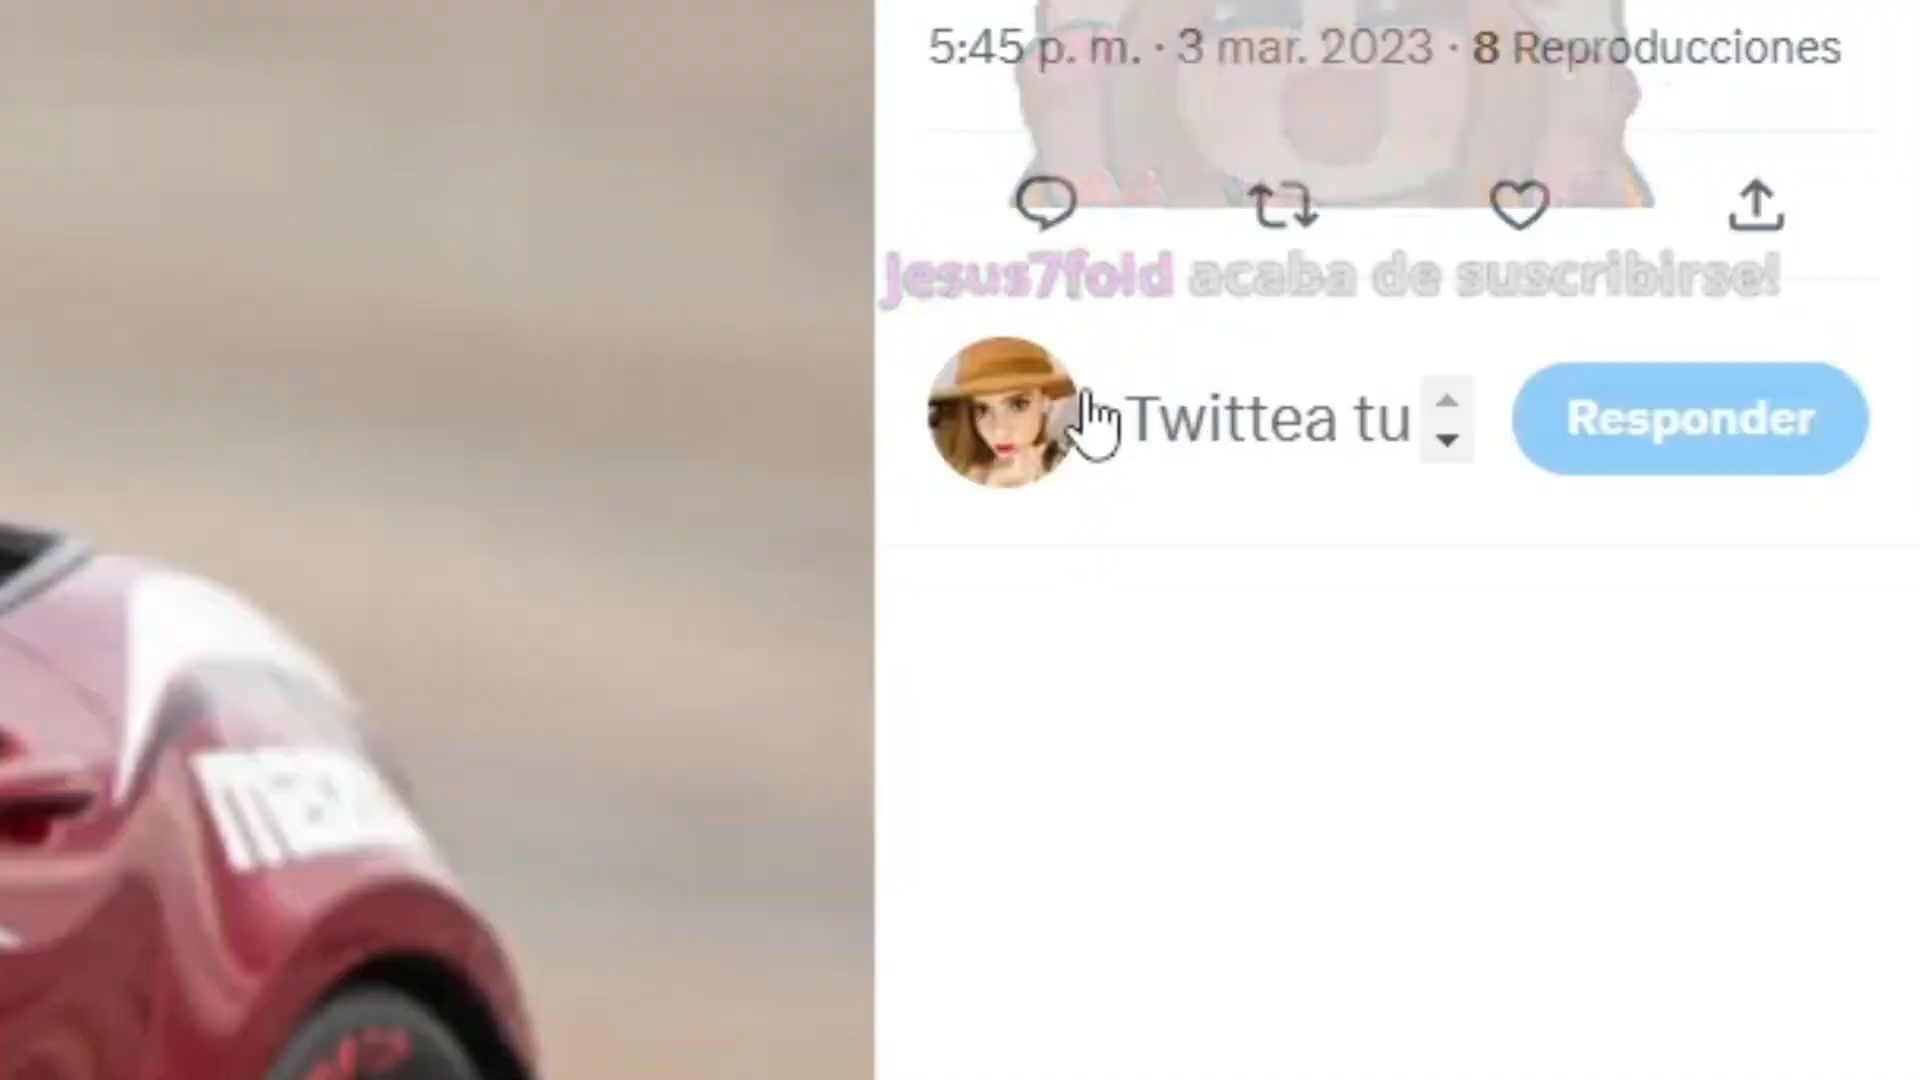 5:45 p. m. · 3 mar. 2023 · 8 Reproducciones
Jesus7fold acaba de suscribirse!
Twittea tu
Responder